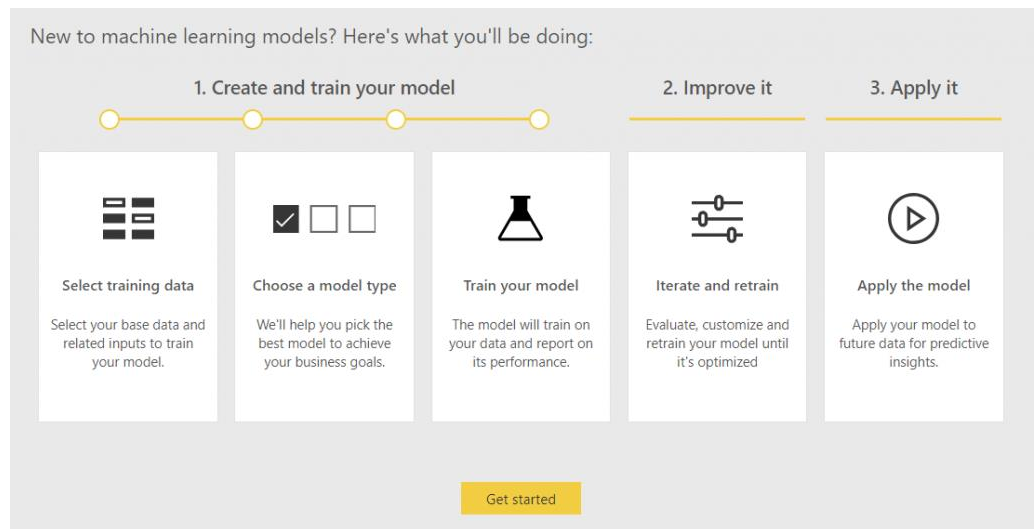 New to machine learning models? Here's what you'll be doing:
1. Create and train your model
2. Improve it
3. Apply it
Select training data
Select your base data and
related inputs to train
your model.
Choose a model type
We'll help you pick the
best model to achieve
your business goals.
Train your model
The model will train on
your data and report on
its performance.
Iterate and retrain
Evaluate, customize and
retrain your model until
it's optimized
Apply the model
Apply your model to
future data for predictive
insights.
Get started